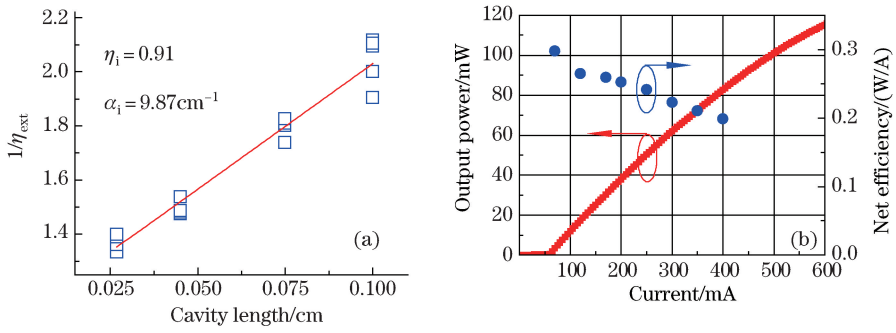 (a)
2.2
2.0
1.8
1.6
1.4
1/η_ext
η_i = 0.91
α_i = 9.87cm⁻¹
0.025 0.050 0.075 0.100
Cavity length/cm
(b)
120
100
80
60
40
20
0
Output power/mW
0.3
0.2
0.1
0.0
Net efficiency/(W/A)
100 200 300 400 500 600
Current/mA